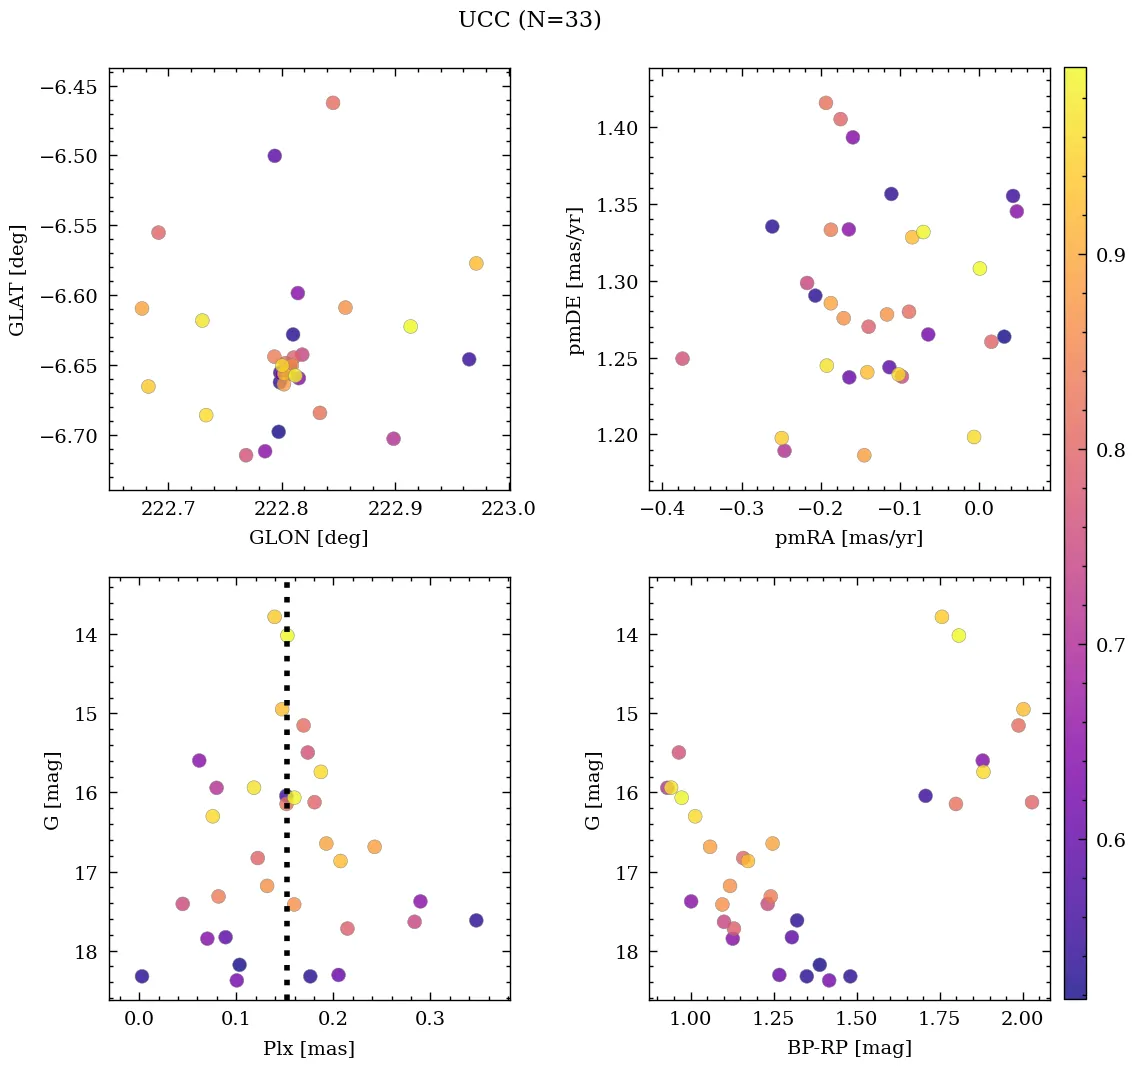 UCC (N=33)
−6.45
−6.50
−6.55
−6.60
−6.65
−6.70
GLAT [deg]
222.7 222.8 222.9 223.0
GLON [deg]
1.40
1.35
1.30
1.25
1.20
pmDE [mas/yr]
−0.4 −0.3 −0.2 −0.1 0.0
pmRA [mas/yr]
0.9
0.8
0.7
0.6
14
15
16
17
18
G [mag]
0.0 0.1 0.2 0.3
Plx [mas]
14
15
16
17
18
G [mag]
1.00 1.25 1.50 1.75 2.00
BP-RP [mag]